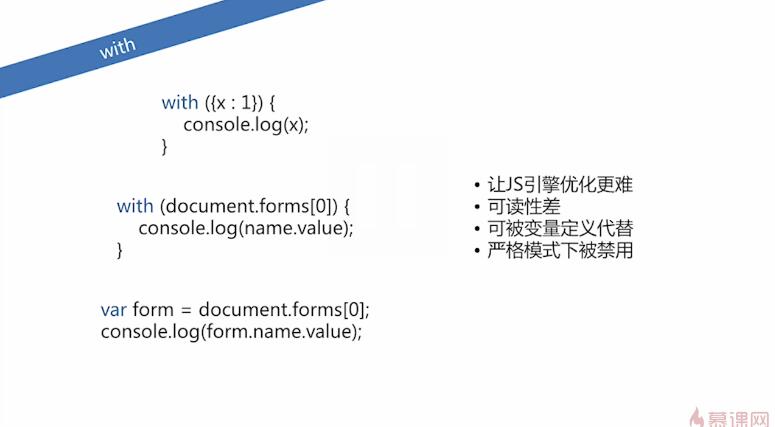 with
with ({x : 1}) {
console.log(x);
}
with (document.forms[0]) {
console.log(name.value);
}
var form = document.forms[0];
console.log(form.name.value);
• 让JS引擎优化更难
• 可读性差
• 可被变量定义代替
• 严格模式下被禁用
慕课网